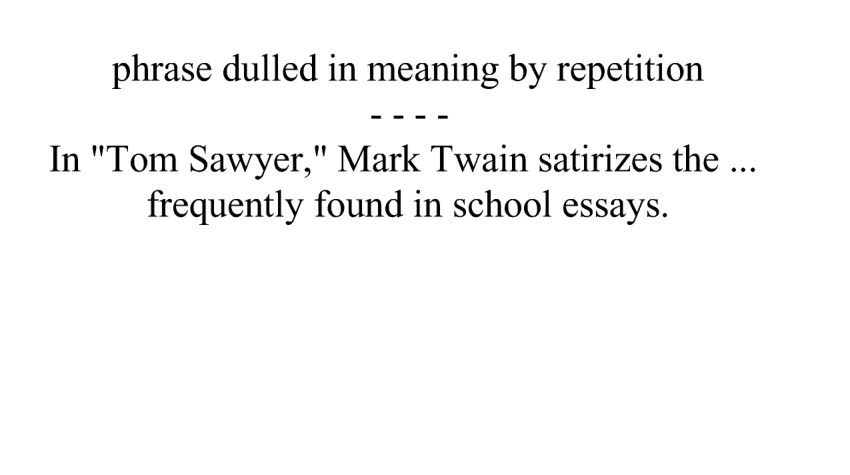 phrase dulled in meaning by repetition
- - - -
In "Tom Sawyer," Mark Twain satirizes the ...
frequently found in school essays.